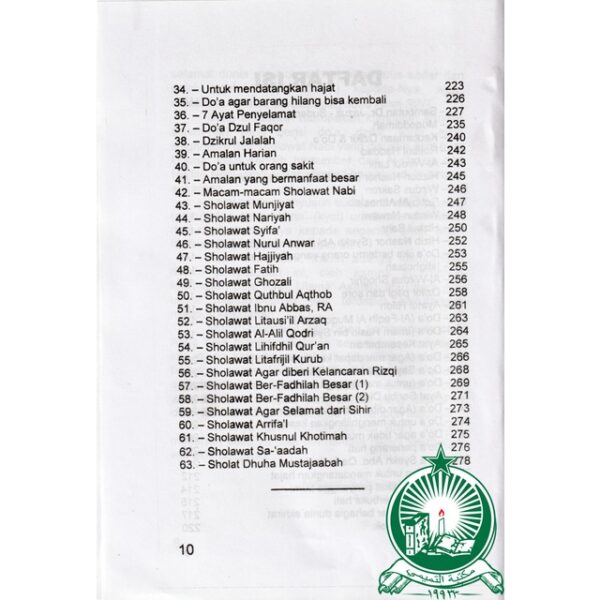 34. – Untuk mendatangkan hajat 223
35. – Do'a agar barang hilang bisa kembali 226
36. – 7 Ayat Penyelamat 227
37. – Do'a Dzul Faqor 235
38. – Dzikrul Jalalah 240
39. – Amalan Harian 242
40. – Do'a untuk orang sakit 243
41. – Amalan yang bermanfaat besar 245
42. – Macam-macam Sholawat Nabi 246
43. – Sholawat Munjiyat 247
44. – Sholawat Nariyah 248
45. – Sholawat Syifa' 250
46. – Sholawat Nurul Anwar 252
47. – Sholawat Hajjiyah 253
48. – Sholawat Fatih 255
49. – Sholawat Ghozali 256
50. – Sholawat Quthbul Aqthob 258
51. – Sholawat Ibnu Abbas, RA 261
52. – Sholawat Litausi'il Arzaq 263
53. – Sholawat Al-Alil Qodri 264
54. – Sholawat Lihifdhil Qur'an 265
55. – Sholawat Litafrijil Kurub 266
56. – Sholawat Agar diberi Kelancaran Rizqi 268
57. – Sholawat Ber-Fadhilah Besar (1) 269
58. – Sholawat Ber-Fadhilah Besar (2) 271
59. – Sholawat Agar Selamat dari Sihir 273
60. – Sholawat Arrifa'I 274
61. – Sholawat Khusnul Khotimah 275
62. – Sholawat Sa-'aadah 276
63. – Sholat Dhuha Mustajaabah 278
10
مكتبة التميمي